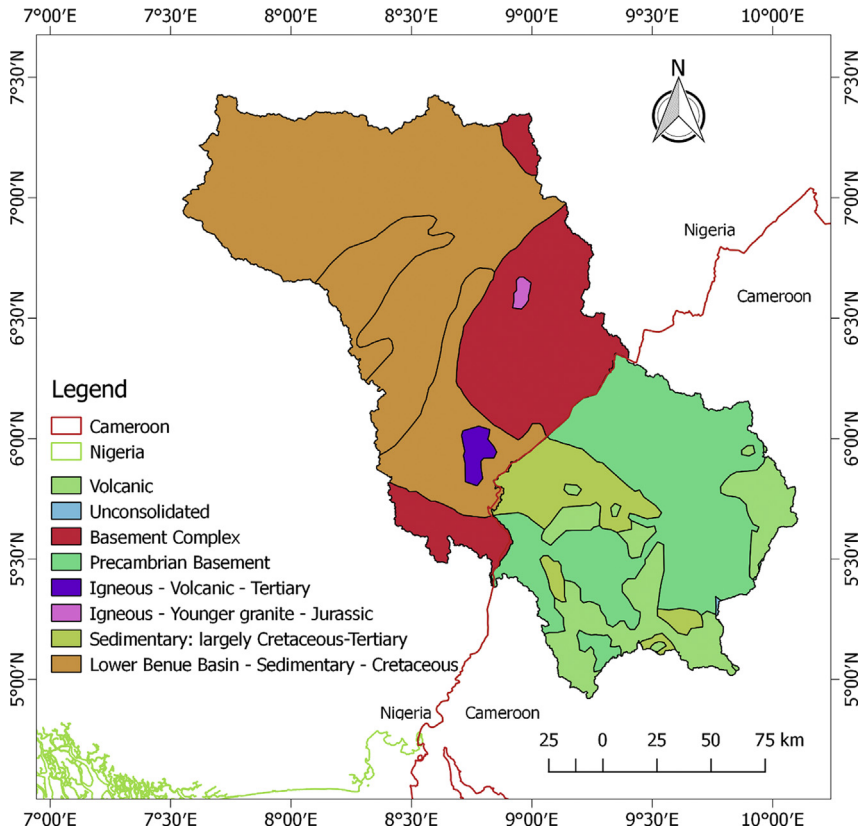 7°00'E 7°30'E 8°00'E 8°30'E 9°00'E 9°30'E 10°00'E
7°30'N 7°30'N
N
7°00'N 7°00'N
Nigeria
Cameroon
6°30'N 6°30'N
Legend
Cameroon
Nigeria
Volcanic
Unconsolidated
Basement Complex
Precambrian Basement
Igneous - Volcanic - Tertiary
Igneous - Younger granite - Jurassic
Sedimentary: largely Cretaceous-Tertiary
Lower Benue Basin - Sedimentary - Cretaceous
6°00'N 6°00'N
5°30'N 5°30'N
5°00'N 5°00'N
Nigeria Cameroon
25 0 25 50 75 km
7°00'E 7°30'E 8°00'E 8°30'E 9°00'E 9°30'E 10°00'E